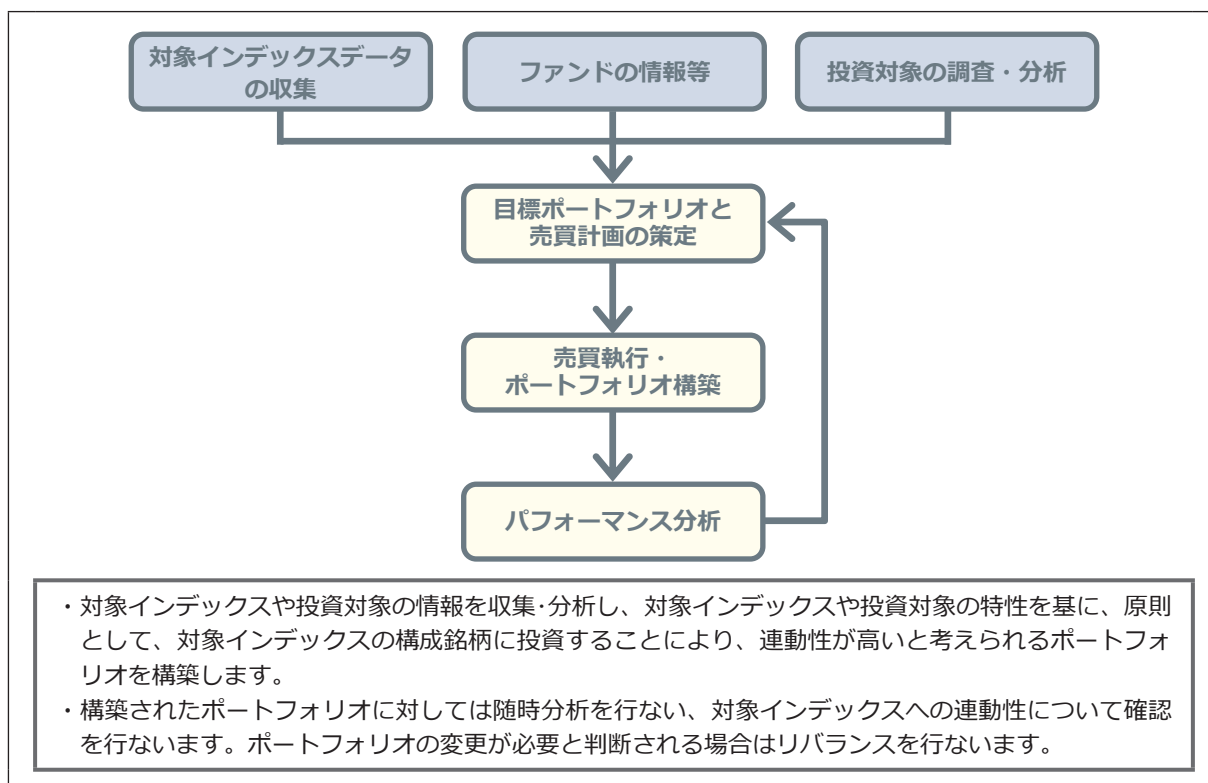 対象インデックスデータ
の収集
ファンドの情報等
投資対象の調査・分析
目標ポートフォリオと
売買計画の策定
売買執行・
ポートフォリオ構築
パフォーマンス分析
・対象インデックスや投資対象の情報を収集･分析し、対象インデックスや投資対象の特性を基に、原則
として、対象インデックスの構成銘柄に投資することにより、連動性が高いと考えられるポートフォ
リオを構築します。
・構築されたポートフォリオに対しては随時分析を行ない、対象インデックスへの連動性について確認
を行ないます。ポートフォリオの変更が必要と判断される場合はリバランスを行ないます。